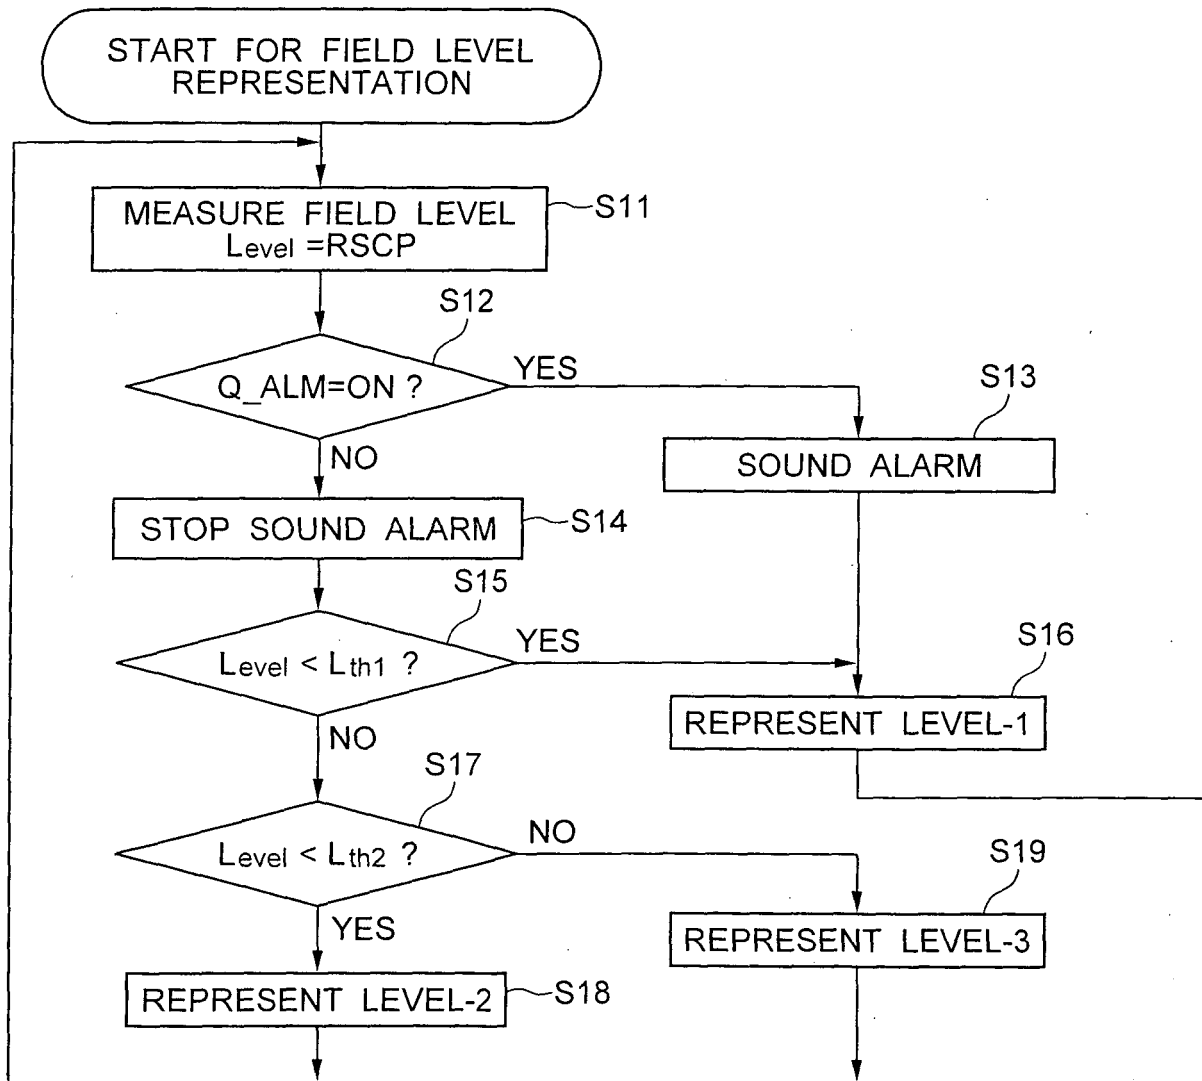 START FOR FIELD LEVEL
REPRESENTATION
MEASURE FIELD LEVEL
Level =RSCP
S11
S12
Q_ALM=ON ?
YES
NO
S13
SOUND ALARM
STOP SOUND ALARM
S14
S15
Level < Lth1 ?
YES
NO
S16
REPRESENT LEVEL-1
S17
Level < Lth2 ?
NO
YES
S19
REPRESENT LEVEL-3
REPRESENT LEVEL-2
S18